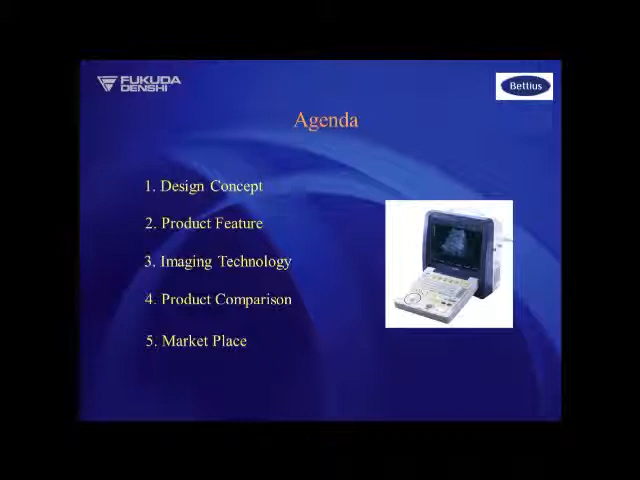 FUKUDA
DENSHI
Bettius
Agenda
1. Design Concept
2. Product Feature
3. Imaging Technology
4. Product Comparison
5. Market Place